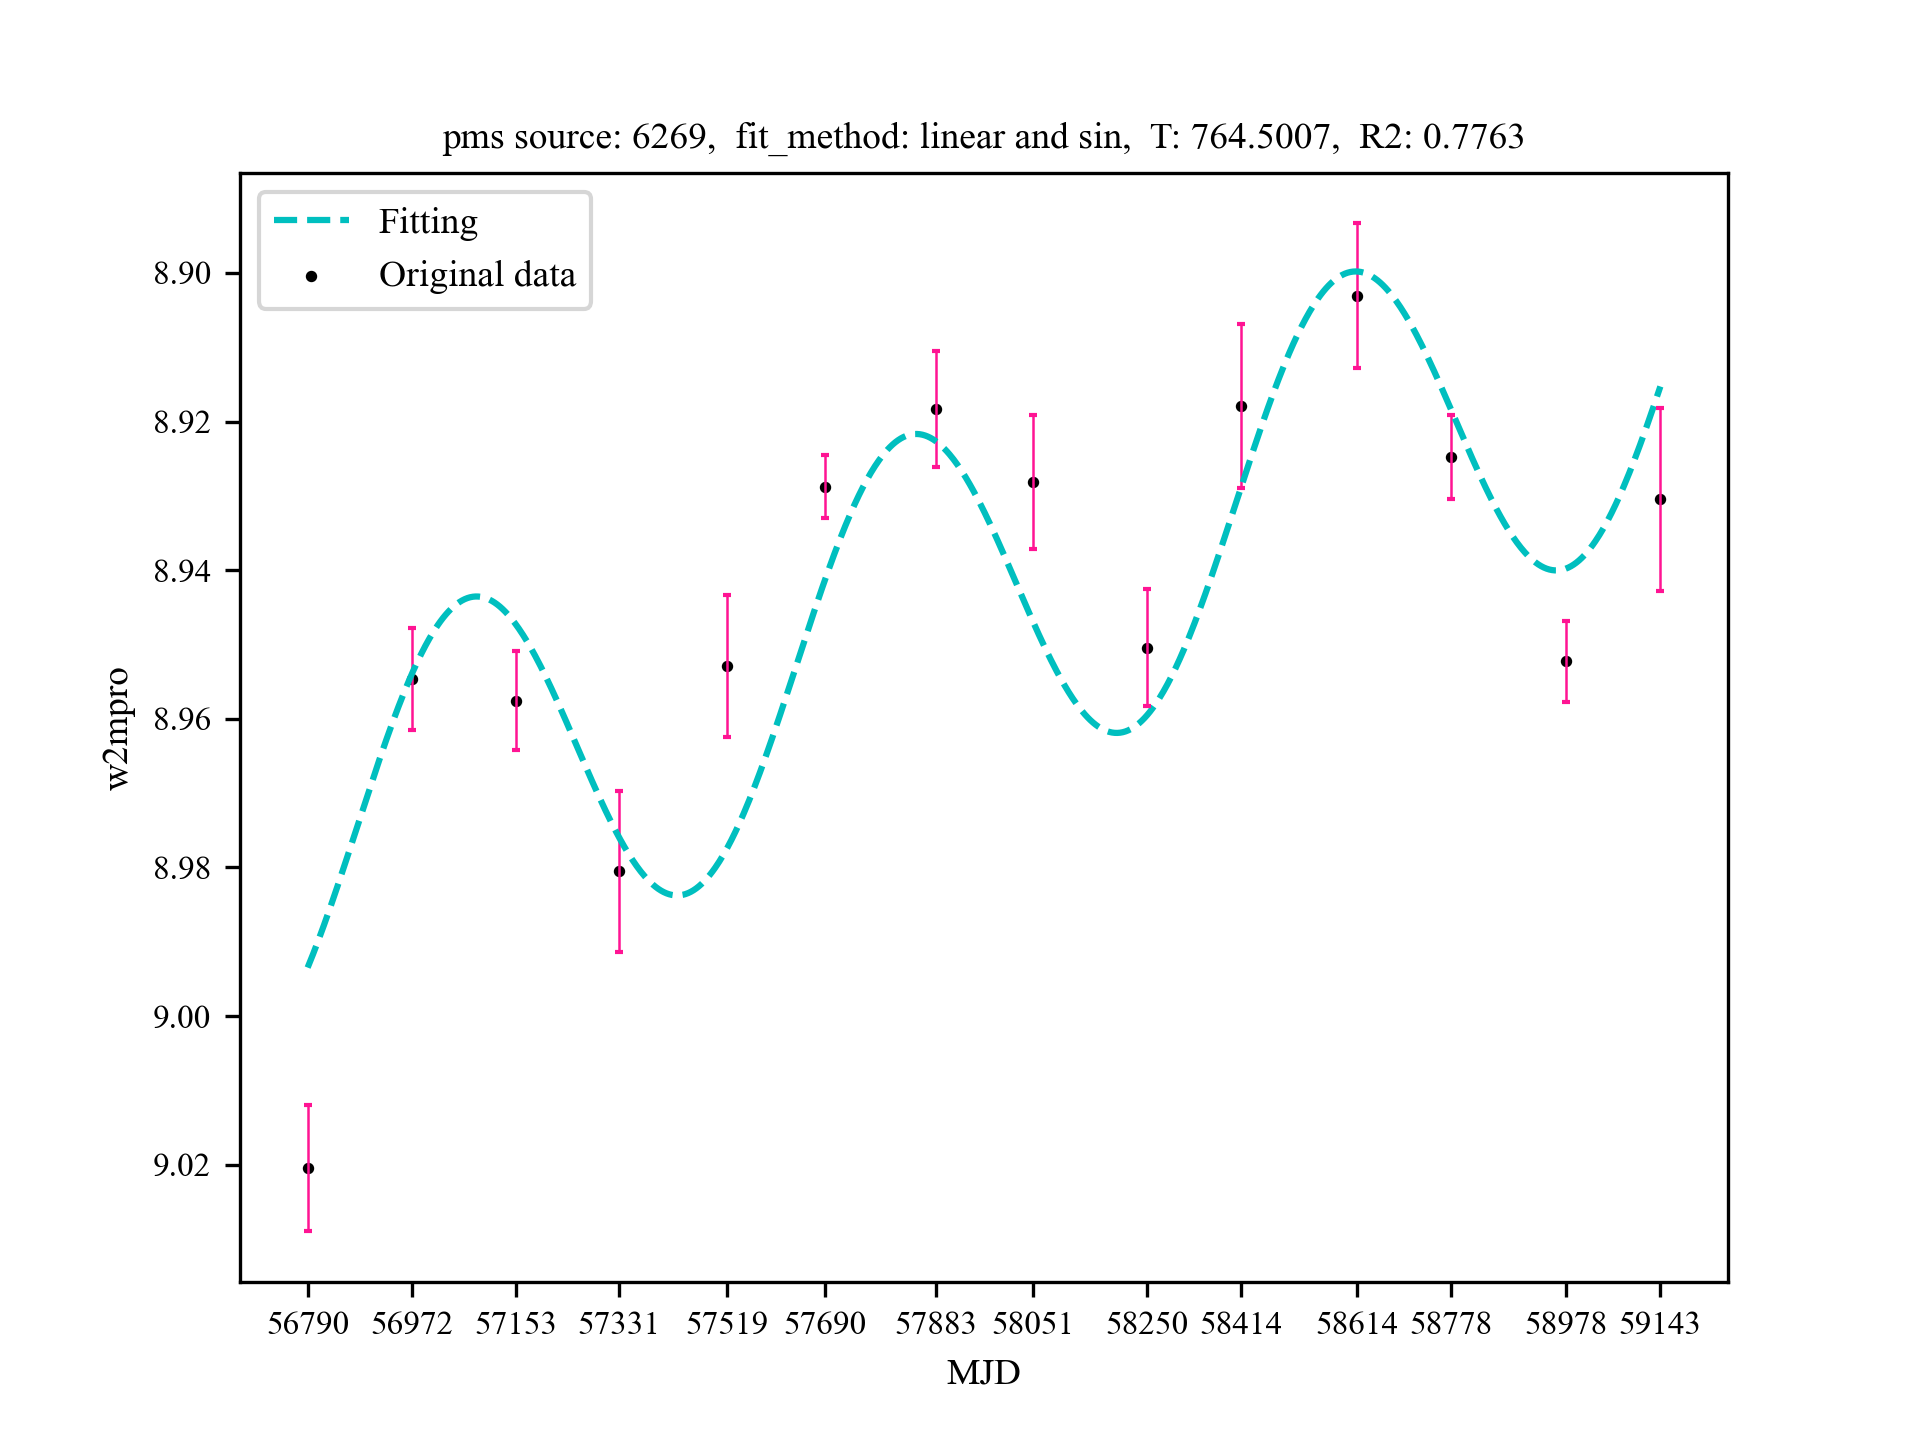 pms source: 6269, fit_method: linear and sin, T: 764.5007, R2: 0.7763
Fitting
Original data
8.90
8.92
8.94
8.96
8.98
9.00
9.02
w2mpro
56790 56972 57153 57331 57519 57690 57883 58051 58250 58414 58614 58778 58978 59143
MJD